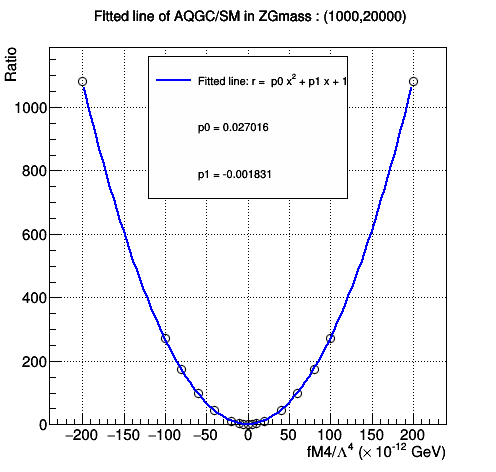 FItted line of AQGC/SM in ZGmass : (1000,20000)
Ratio
Fitted line: r = p0 x² + p1 x + 1
p0 = 0.027016
p1 = -0.001831
1000
800
600
400
200
0
−200 −150 −100 −50 0 50 100 150 200
fM4/Λ⁴ (× 10⁻¹² GeV)